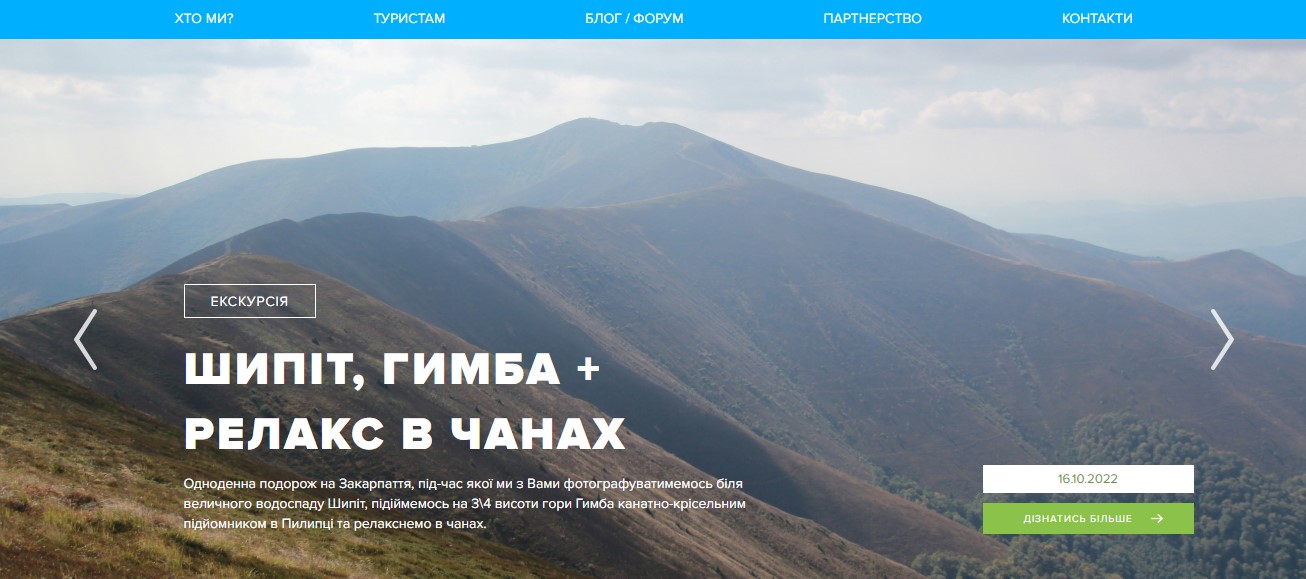 ХТО МИ?
ТУРИСТАМ
БЛОГ / ФОРУМ
ПАРТНЕРСТВО
КОНТАКТИ
ЕКСКУРСІЯ
ШИПІТ, ГИМБА +
РЕЛАКС В ЧАНАХ
Одноденна подорож на Закарпаття, під-час якої ми з Вами фотографуватимемось біля
величного водоспаду Шипіт, підіймемось на 3\4 висоти гори Гимба канатно-крісельним
підйомником в Пилипці та релакснемо в чанах.
16.10.2022
ДІЗНАТИСЬ БІЛЬШЕ